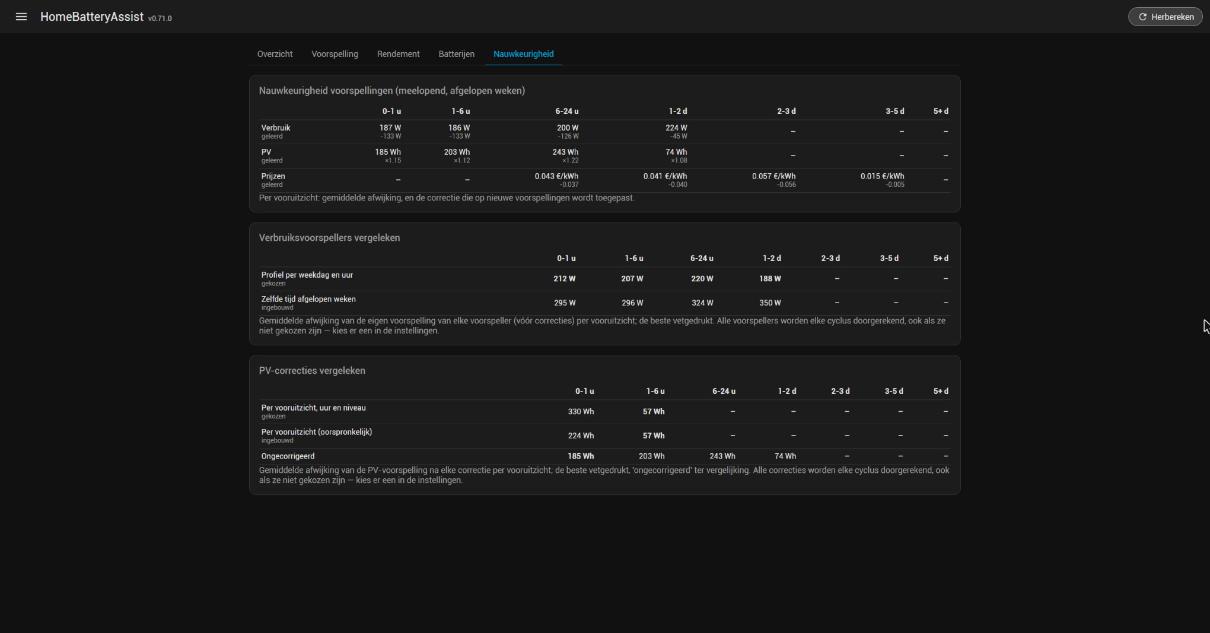 HomeBatteryAssist v0.71.0
Herbereken
Overzicht Voorspelling Rendement Batterijen Nauwkeurigheid
Nauwkeurigheid voorspellingen (meelopend, afgelopen weken)
0-1 u 1-6 u 6-24 u 1-2 d 2-3 d 3-5 d 5+ d
Verbruik 187 W 186 W 200 W 224 W – – –
geleerd -133 W -133 W -126 W -45 W
PV 185 Wh 203 Wh 243 Wh 74 Wh – – –
geleerd ×1.15 ×1.12 ×1.22 ×1.08
Prijzen – – 0.043 €/kWh 0.041 €/kWh 0.057 €/kWh 0.015 €/kWh –
geleerd -0.037 -0.040 -0.056 -0.005
Per vooruitzicht: gemiddelde afwijking, en de correctie die op nieuwe voorspellingen wordt toegepast.
Verbruiksvoorspellers vergeleken
0-1 u 1-6 u 6-24 u 1-2 d 2-3 d 3-5 d 5+ d
Profiel per weekdag en uur 212 W 207 W 220 W 188 W – – –
gekozen
Zelfde tijd afgelopen weken 295 W 296 W 324 W 350 W – – –
ingebouwd
Gemiddelde afwijking van de eigen voorspelling van elke voorspeller (vóór correcties) per vooruitzicht; de beste vetgedrukt. Alle voorspellers worden elke cyclus doorgerekend, ook als ze
niet gekozen zijn — kies er een in de instellingen.
PV-correcties vergeleken
0-1 u 1-6 u 6-24 u 1-2 d 2-3 d 3-5 d 5+ d
Per vooruitzicht, uur en niveau 330 Wh 57 Wh – – – – –
gekozen
Per vooruitzicht (oorspronkelijk) 224 Wh 57 Wh – – – – –
ingebouwd
Ongecorrigeerd 185 Wh 203 Wh 243 Wh 74 Wh – – –
Gemiddelde afwijking van de PV-voorspelling na elke correctie per vooruitzicht; de beste vetgedrukt, 'ongecorrigeerd' ter vergelijking. Alle correcties worden elke cyclus doorgerekend, ook
als ze niet gekozen zijn — kies er een in de instellingen.